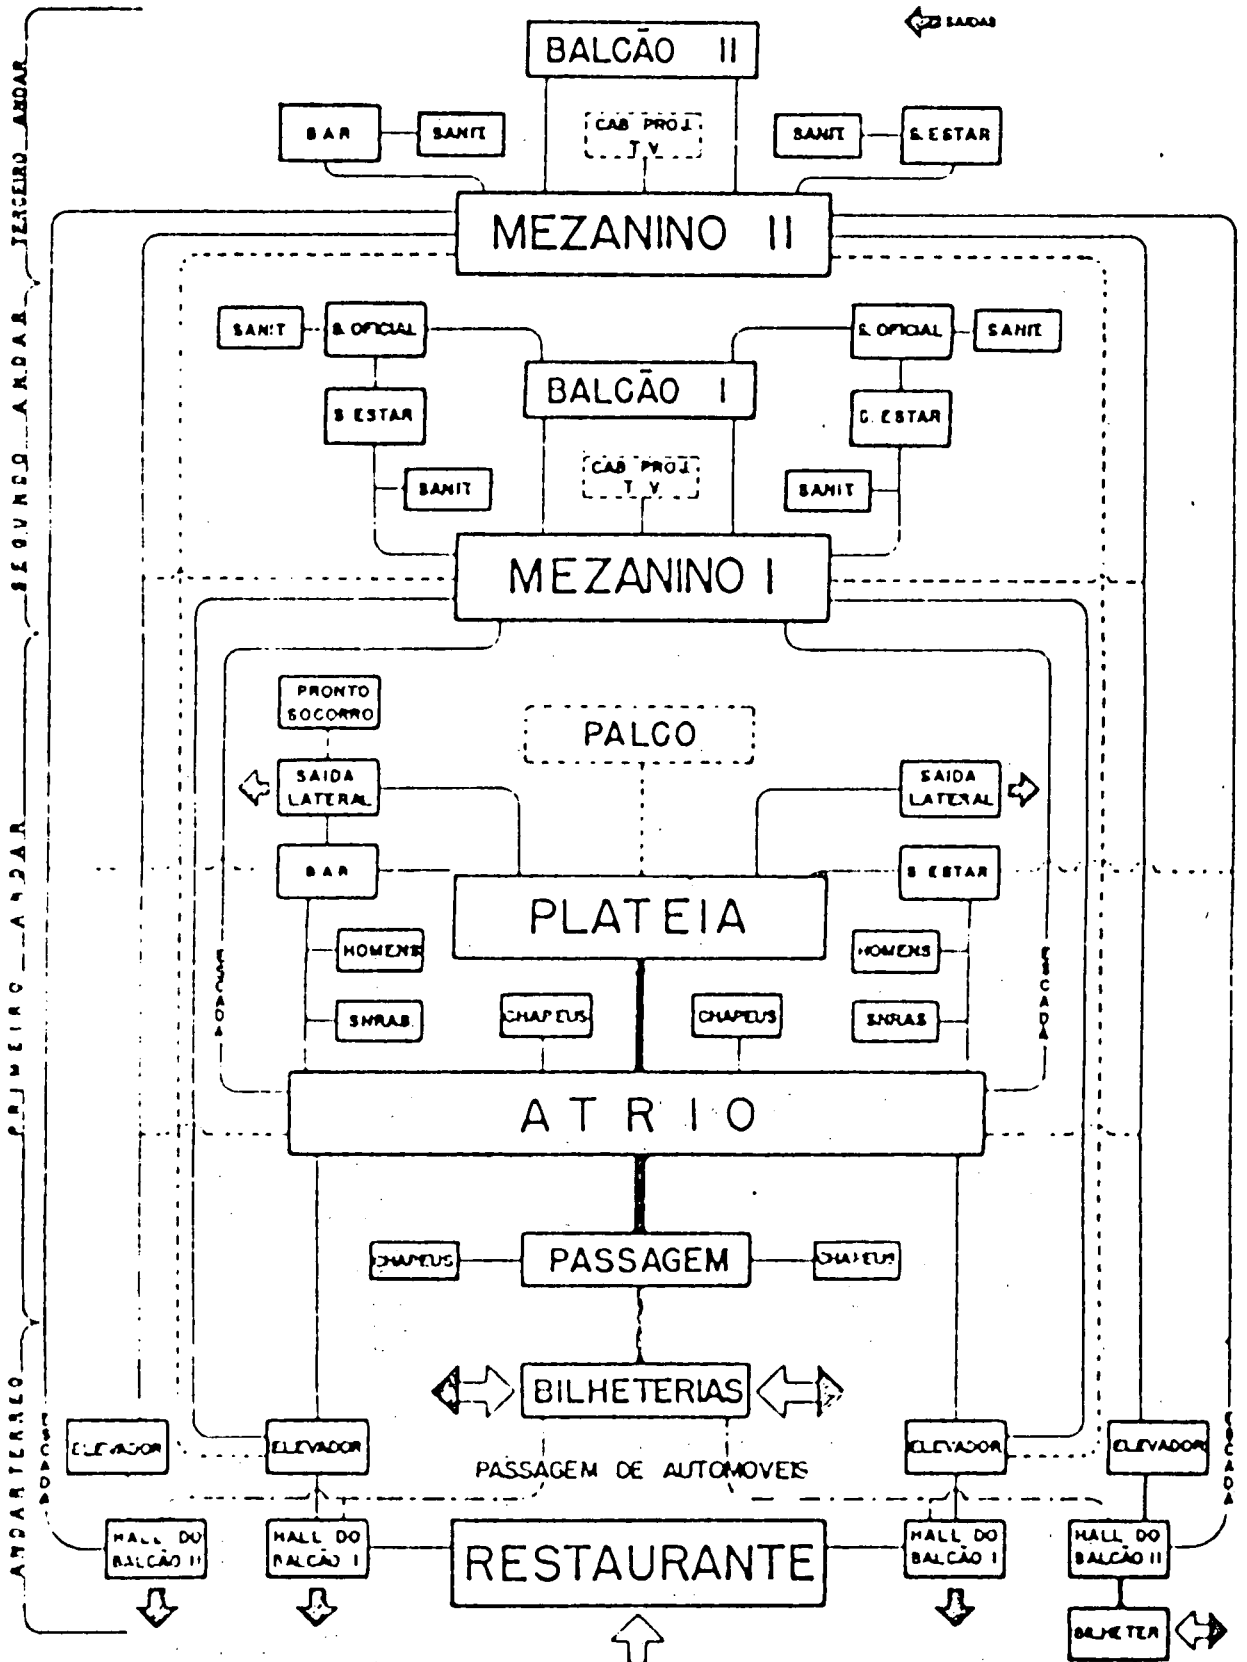 SAIDAS
BALCÃO II
BAR
SANIT
CAB PROJ.
T V
SANIT
S. ESTAR
MEZANINO II
TERCEIRO ANDAR
SANIT
S. OFICIAL
S. OFICIAL
SANIT
BALCÃO I
S ESTAR
S. ESTAR
SANIT
CAB PROJ.
T V
SANIT
MEZANINO I
SEGUNDO ANDAR
PRONTO
SOCORRO
PALCO
SAIDA
LATERAL
SAIDA
LATERAL
BAR
S ESTAR
PLATEIA
HOMENS
HOMENS
ESCADA
ESCADA
SNRAS.
CHAPEUS
CHAPEUS
SNRAS
ATRIO
PRIMEIRO ANDAR
CHAPEUS
PASSAGEM
CHAPEUS
BILHETERIAS
ELEVADOR
ELEVADOR
ELEVADOR
ELEVADOR
ESCADA
ESCADA
PASSAGEM DE AUTOMOVEIS
HALL DO
BALCÃO II
HALL DO
BALCÃO I
RESTAURANTE
HALL DO
BALCÃO I
HALL DO
BALCÃO II
BILHETER
ANDAR TERREO